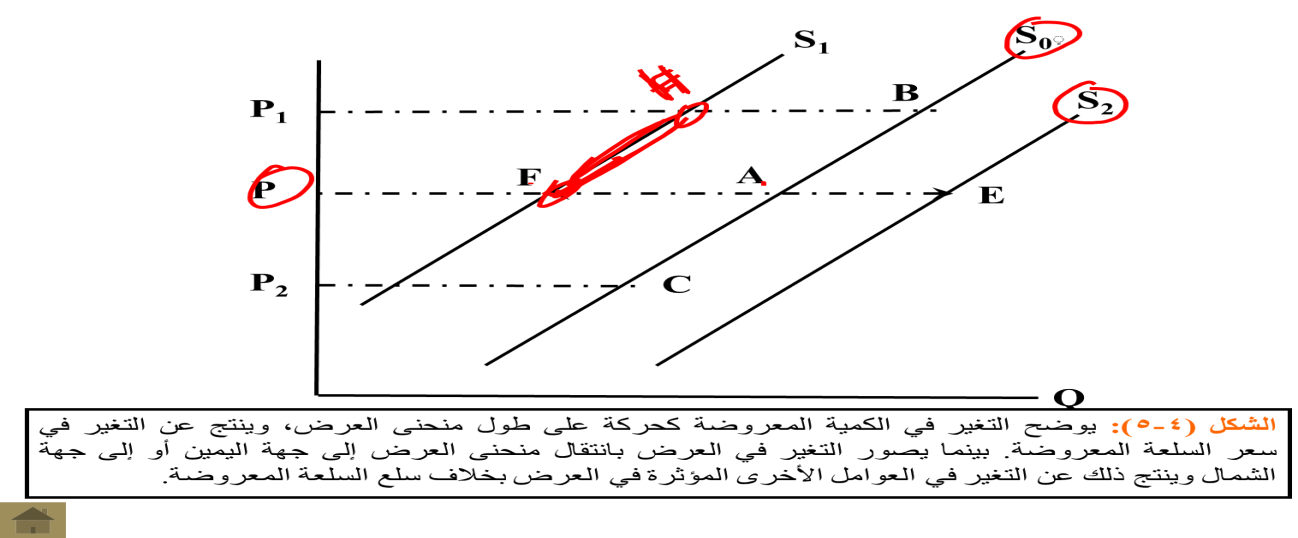 S₁
S₀
S₂
H
P₁
B
P
F
A
E
P₂
C
Q
الشكل (٤-٥): يوضح التغير في الكمية المعروضة كحركة على طول منحنى العرض، وينتج عن التغير في
سعر السلعة المعروضة. بينما يصور التغير في العرض بانتقال منحنى العرض إلى جهة اليمين أو إلى جهة
الشمال وينتج ذلك عن التغير في العوامل الأخرى المؤثرة في العرض بخلاف سلع السلعة المعروضة.